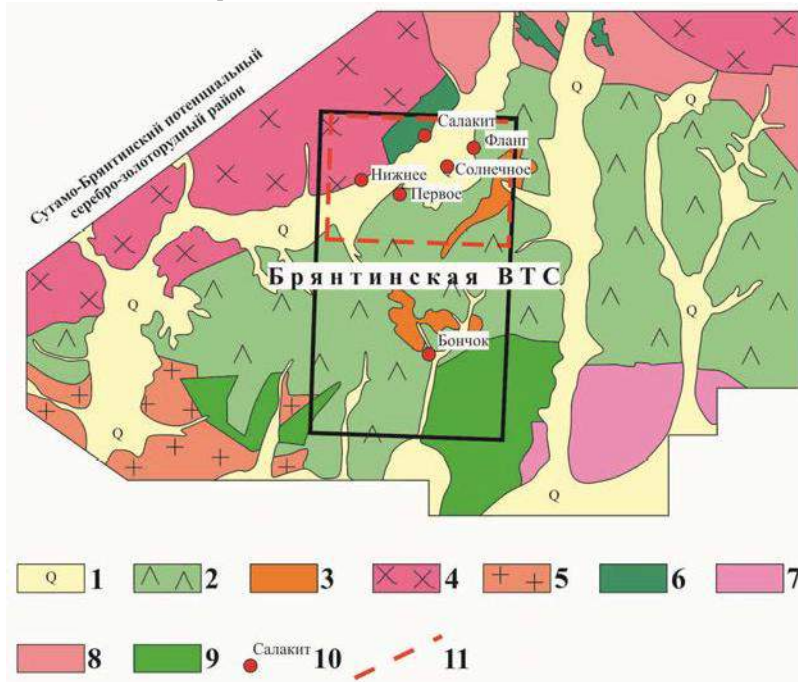 Сутамо-Брянтинский потенциальный
серебро-золоторудный район
Салакит
Фланг
Солнечное
Нижнее
Первое
Q
Q
Q
Q
Q
Брянтинская ВТС
Q
Q
Бончок
Q
Q
Q 1
2
3
4
5
6
7
8
9
Салакит 10
11